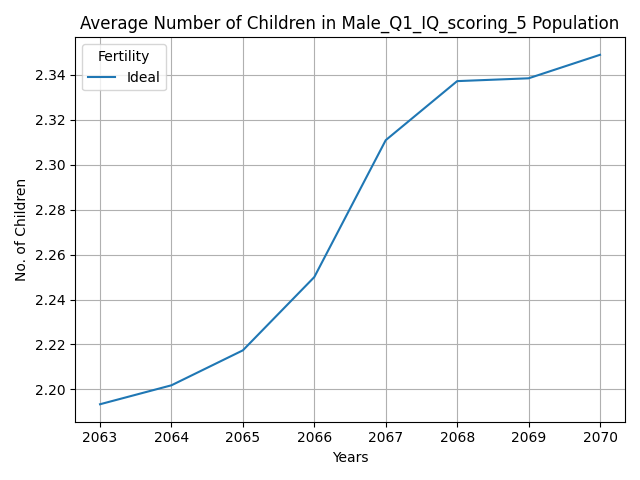 Average Number of Children in Male_Q1_IQ_scoring_5 Population
Fertility
Ideal
No. of Children
2.34
2.32
2.30
2.28
2.26
2.24
2.22
2.20
2063 2064 2065 2066 2067 2068 2069 2070
Years